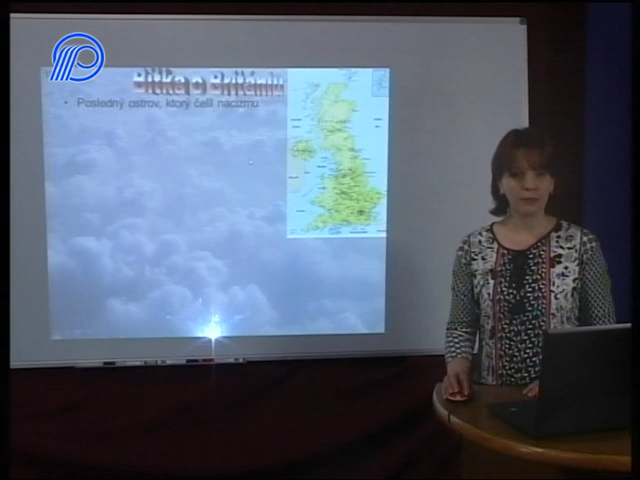 Bitka o Britániu
• Posledný ostrov, ktorý čelil nacizmu